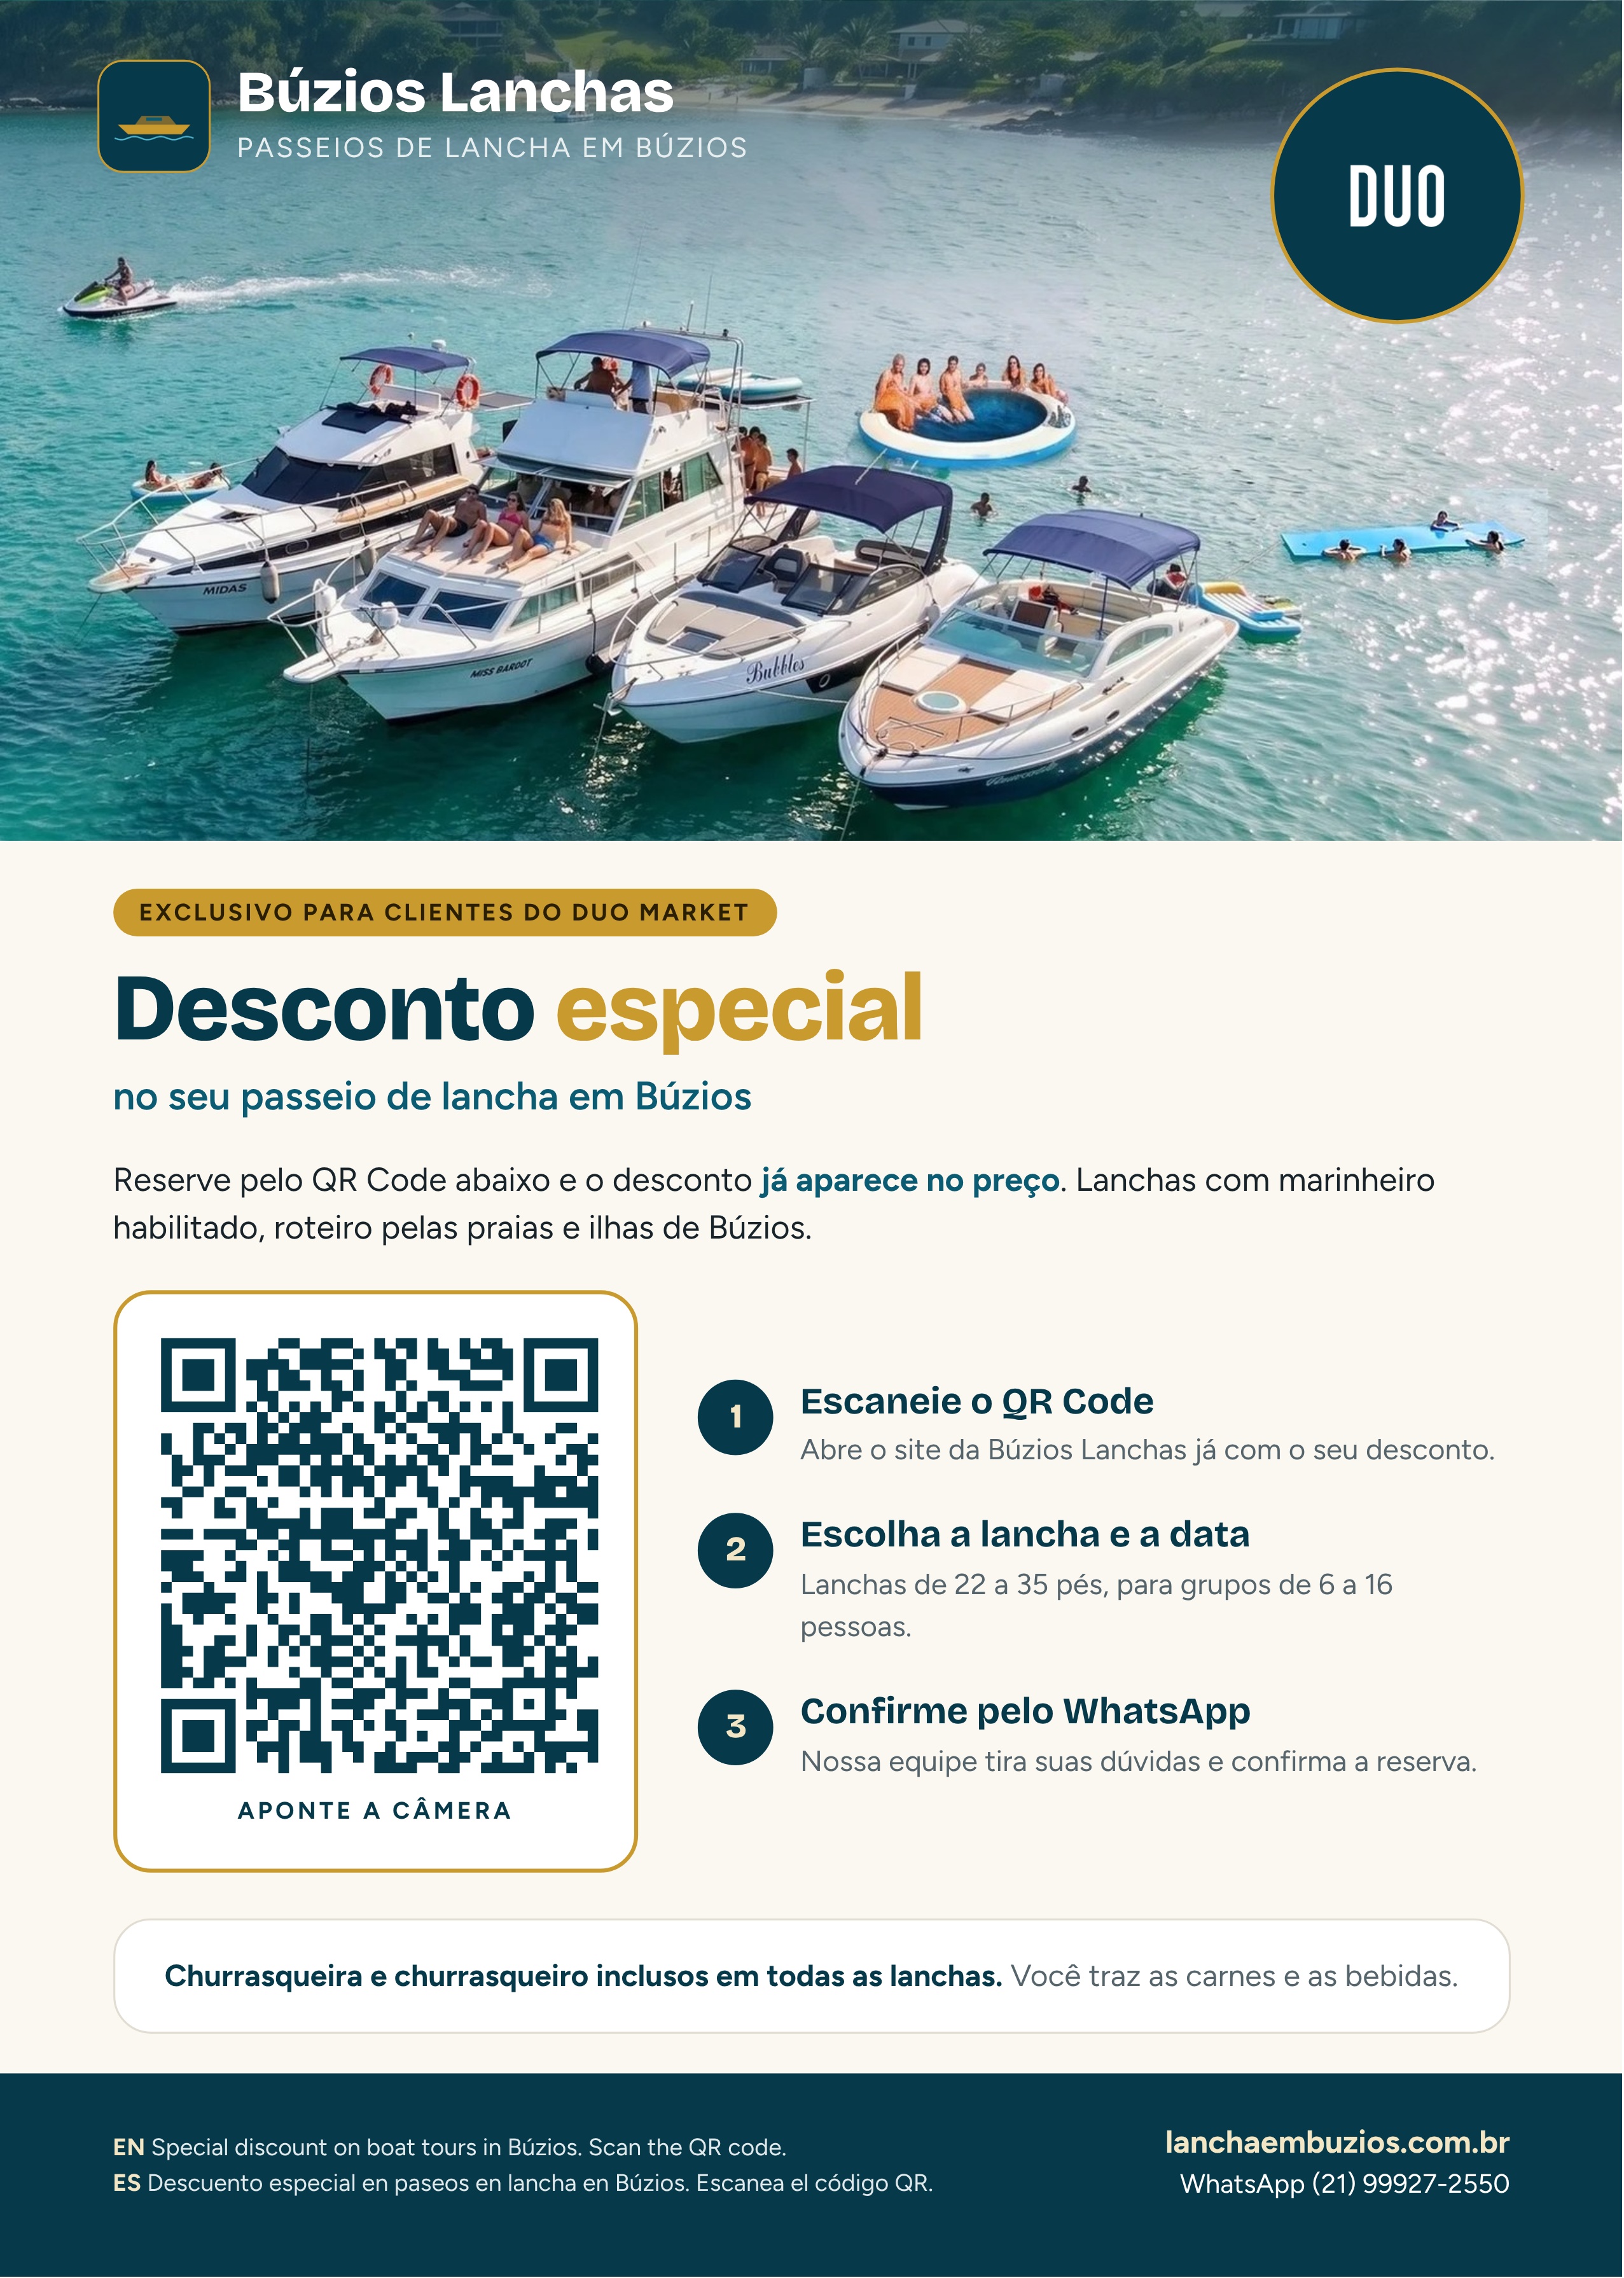 Búzios Lanchas
PASSEIOS DE LANCHA EM BÚZIOS
DUO
MIDAS
MISS BARDOT
Bubbles
EXCLUSIVO PARA CLIENTES DO DUO MARKET
Desconto especial
no seu passeio de lancha em Búzios
Reserve pelo QR Code abaixo e o desconto já aparece no preço. Lanchas com marinheiro
habilitado, roteiro pelas praias e ilhas de Búzios.
APONTE A CÂMERA
1
Escaneie o QR Code
Abre o site da Búzios Lanchas já com o seu desconto.
2
Escolha a lancha e a data
Lanchas de 22 a 35 pés, para grupos de 6 a 16
pessoas.
3
Confirme pelo WhatsApp
Nossa equipe tira suas dúvidas e confirma a reserva.
Churrasqueira e churrasqueiro inclusos em todas as lanchas. Você traz as carnes e as bebidas.
EN Special discount on boat tours in Búzios. Scan the QR code.
ES Descuento especial en paseos en lancha en Búzios. Escanea el código QR.
lanchaembuzios.com.br
WhatsApp (21) 99927-2550